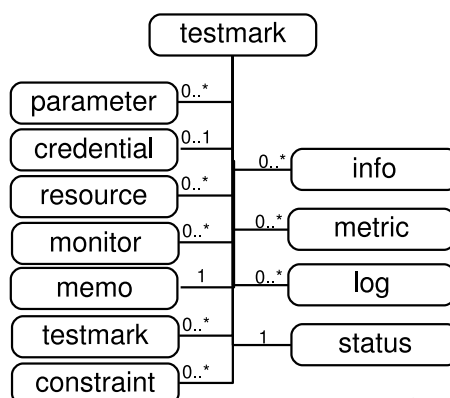 testmark
parameter 0..*
credential 0..1
resource 0..*
monitor 0..*
memo 1
testmark 0..*
constraint 0..*
0..* info
0..* metric
0..* log
1 status